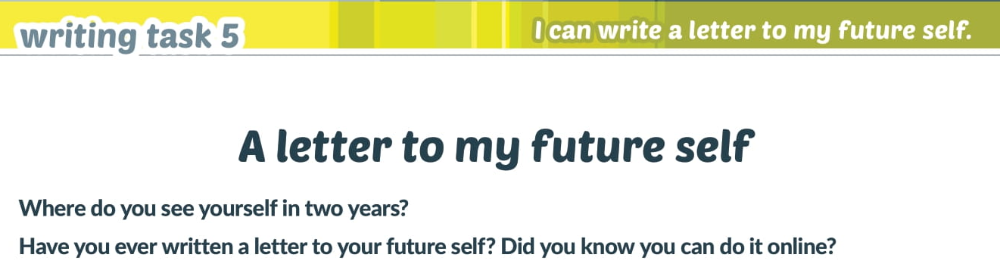 writing task 5
I can write a letter to my future self.
A letter to my future self
Where do you see yourself in two years?
Have you ever written a letter to your future self? Did you know you can do it online?